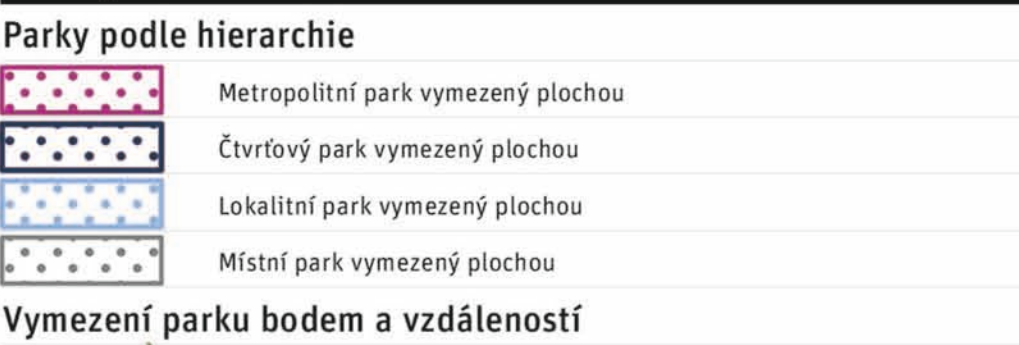 Parky podle hierarchie
Metropolitní park vymezený plochou
Čtvrťový park vymezený plochou
Lokalitní park vymezený plochou
Místní park vymezený plochou
Vymezení parku bodem a vzdáleností